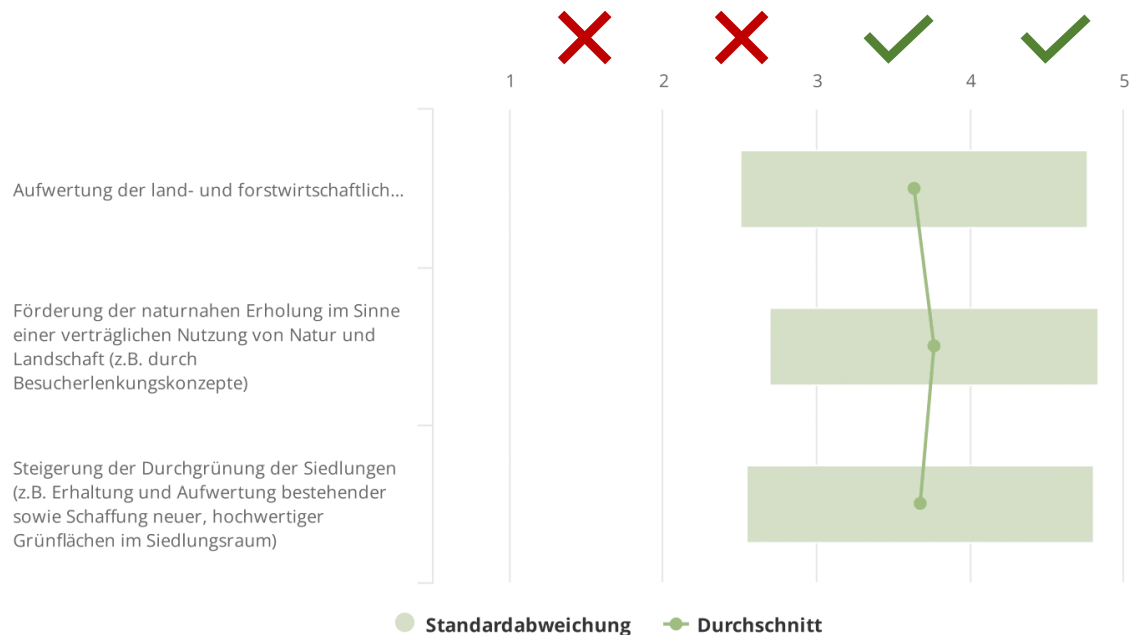 1 2 3 4 5
Aufwertung der land- und forstwirtschaftlich...
Förderung der naturnahen Erholung im Sinne
einer verträglichen Nutzung von Natur und
Landschaft (z.B. durch
Besucherlenkungskonzepte)
Steigerung der Durchgrünung der Siedlungen
(z.B. Erhaltung und Aufwertung bestehender
sowie Schaffung neuer, hochwertiger
Grünflächen im Siedlungsraum)
Standardabweichung Durchschnitt